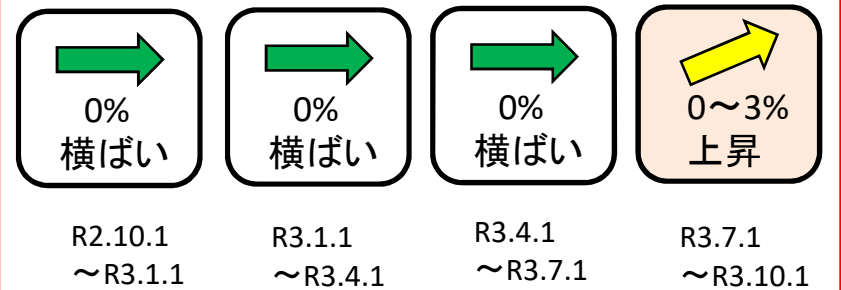 0%
横ばい
0%
横ばい
0%
横ばい
0～3%
上昇
R2.10.1
～R3.1.1
R3.1.1
～R3.4.1
R3.4.1
～R3.7.1
R3.7.1
～R3.10.1